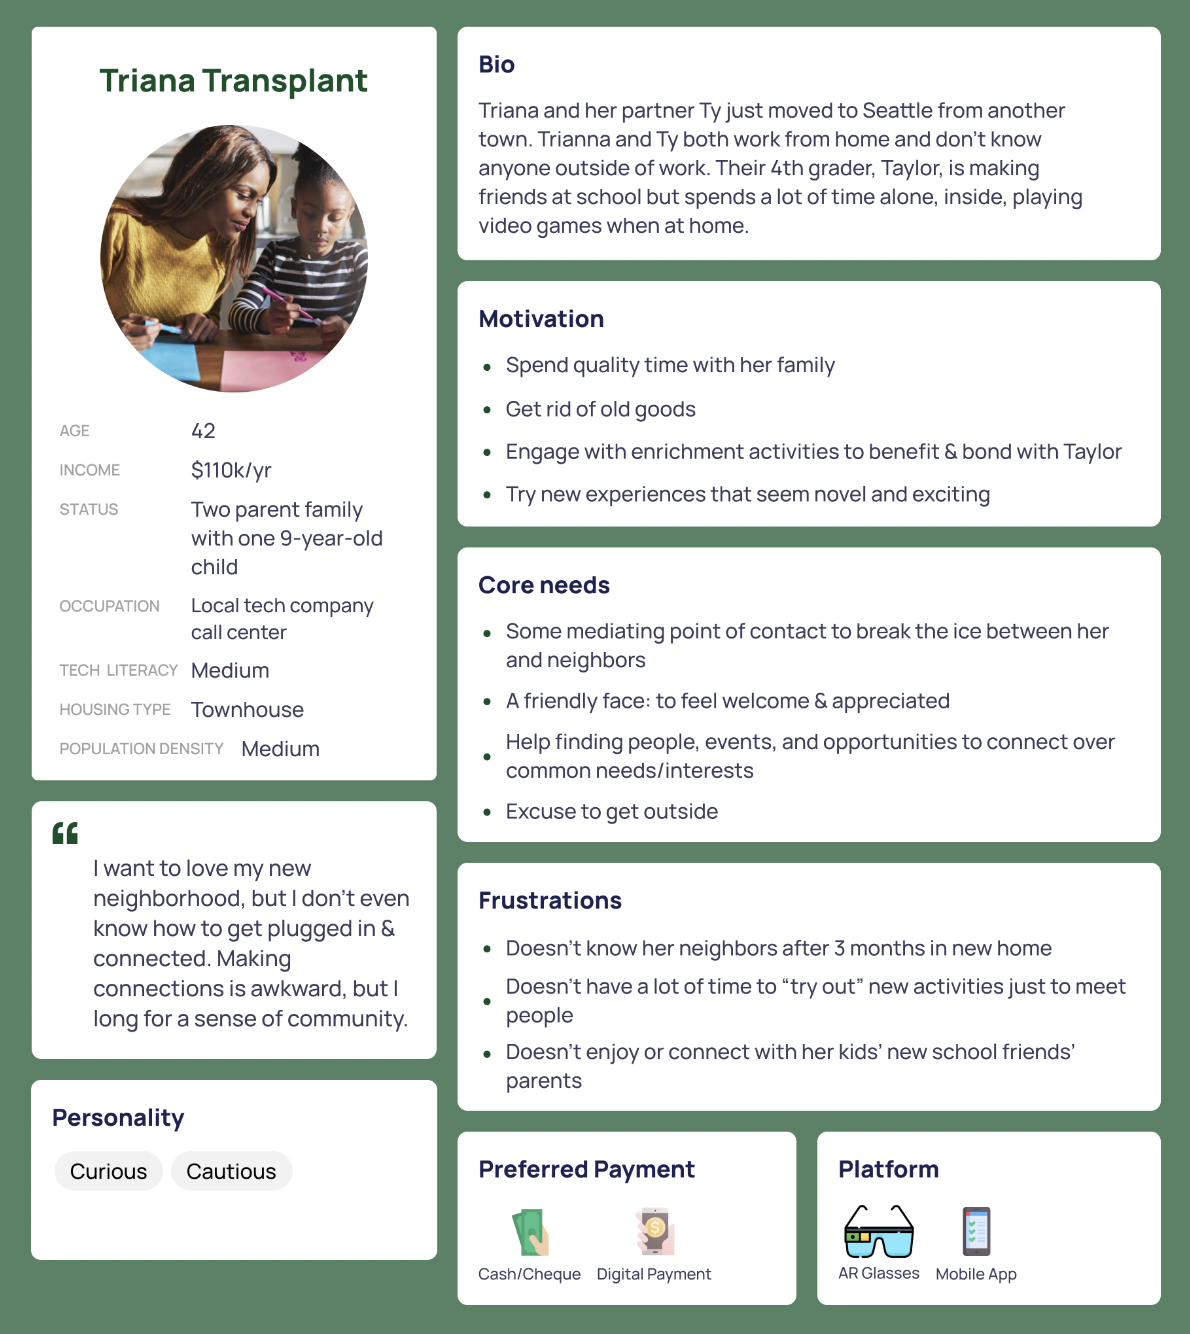 Triana Transplant
AGE 42
INCOME $110k/yr
STATUS Two parent family
with one 9-year-old
child
OCCUPATION Local tech company
call center
TECH LITERACY Medium
HOUSING TYPE Townhouse
POPULATION DENSITY Medium
“
I want to love my new
neighborhood, but I don’t even
know how to get plugged in &
connected. Making
connections is awkward, but I
long for a sense of community.
Personality
Curious Cautious
Bio
Triana and her partner Ty just moved to Seattle from another
town. Trianna and Ty both work from home and don’t know
anyone outside of work. Their 4th grader, Taylor, is making
friends at school but spends a lot of time alone, inside, playing
video games when at home.
Motivation
• Spend quality time with her family
• Get rid of old goods
• Engage with enrichment activities to benefit & bond with Taylor
• Try new experiences that seem novel and exciting
Core needs
• Some mediating point of contact to break the ice between her
and neighbors
• A friendly face: to feel welcome & appreciated
• Help finding people, events, and opportunities to connect over
common needs/interests
• Excuse to get outside
Frustrations
• Doesn’t know her neighbors after 3 months in new home
• Doesn’t have a lot of time to “try out” new activities just to meet
people
• Doesn’t enjoy or connect with her kids’ new school friends’
parents
Preferred Payment
$
Cash/Cheque Digital Payment
Platform
AR Glasses Mobile App